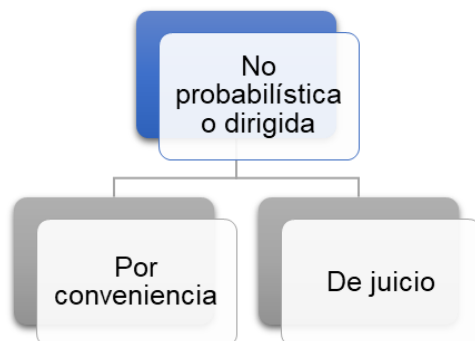 No
probabilística
o dirigida
Por
conveniencia
De juicio